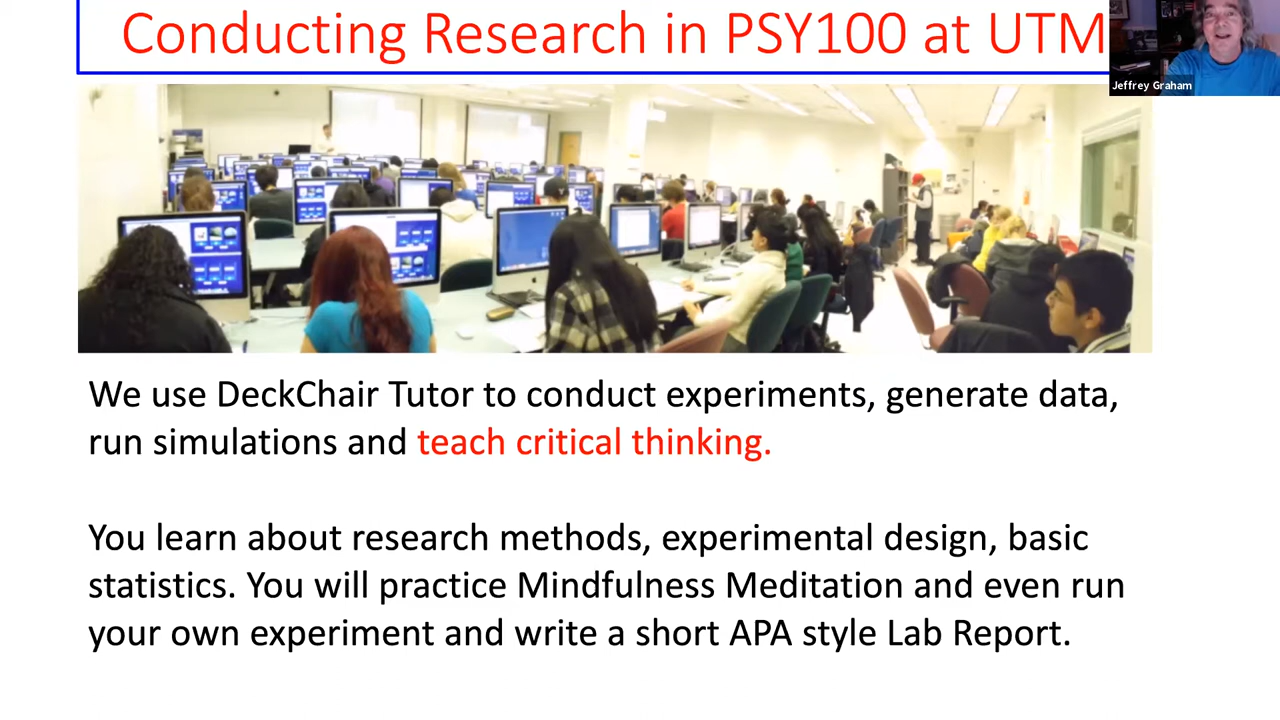 Conducting Research in PSY100 at UTM
Jeffrey Graham
We use DeckChair Tutor to conduct experiments, generate data,
run simulations and teach critical thinking.
You learn about research methods, experimental design, basic
statistics. You will practice Mindfulness Meditation and even run
your own experiment and write a short APA style Lab Report.